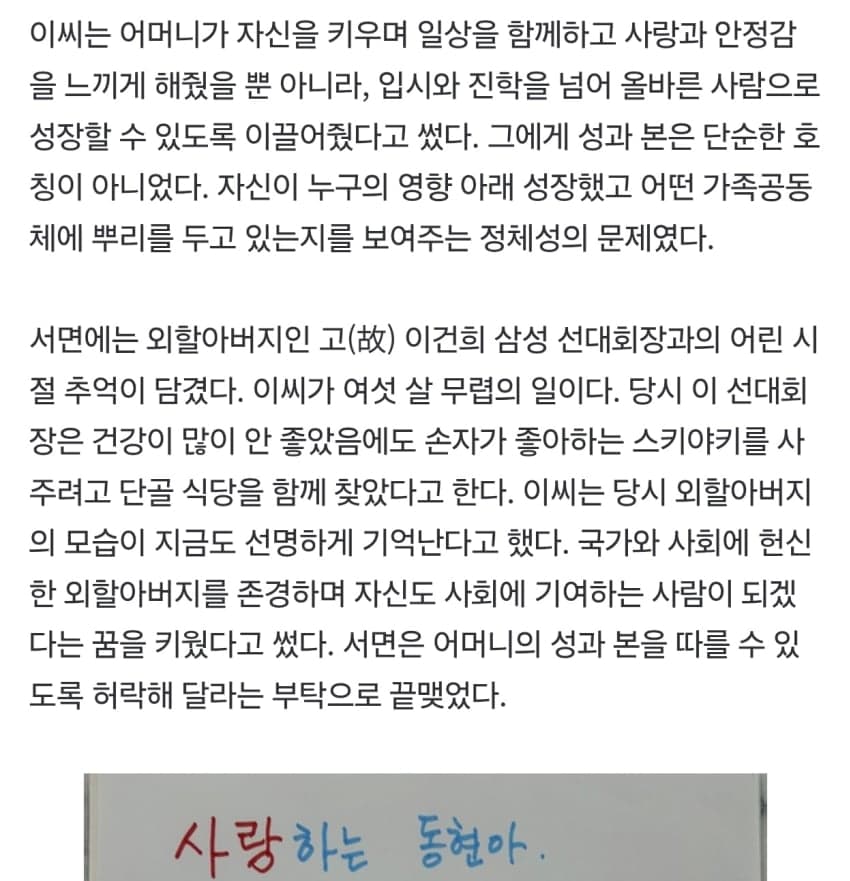 이씨는 어머니가 자신을 키우며 일상을 함께하고 사랑과 안정감
을 느끼게 해줬을 뿐 아니라, 입시와 진학을 넘어 올바른 사람으로
성장할 수 있도록 이끌어줬다고 썼다. 그에게 성과 본은 단순한 호
칭이 아니었다. 자신이 누구의 영향 아래 성장했고 어떤 가족공동
체에 뿌리를 두고 있는지를 보여주는 정체성의 문제였다.
서면에는 외할아버지인 고(故) 이건희 삼성 선대회장과의 어린 시
절 추억이 담겼다. 이씨가 여섯 살 무렵의 일이다. 당시 이 선대회
장은 건강이 많이 안 좋았음에도 손자가 좋아하는 스키야키를 사
주려고 단골 식당을 함께 찾았다고 한다. 이씨는 당시 외할아버지
의 모습이 지금도 선명하게 기억난다고 했다. 국가와 사회에 헌신
한 외할아버지를 존경하며 자신도 사회에 기여하는 사람이 되겠
다는 꿈을 키웠다고 썼다. 서면은 어머니의 성과 본을 따를 수 있
도록 허락해 달라는 부탁으로 끝맺었다.
사랑하는 동현아.